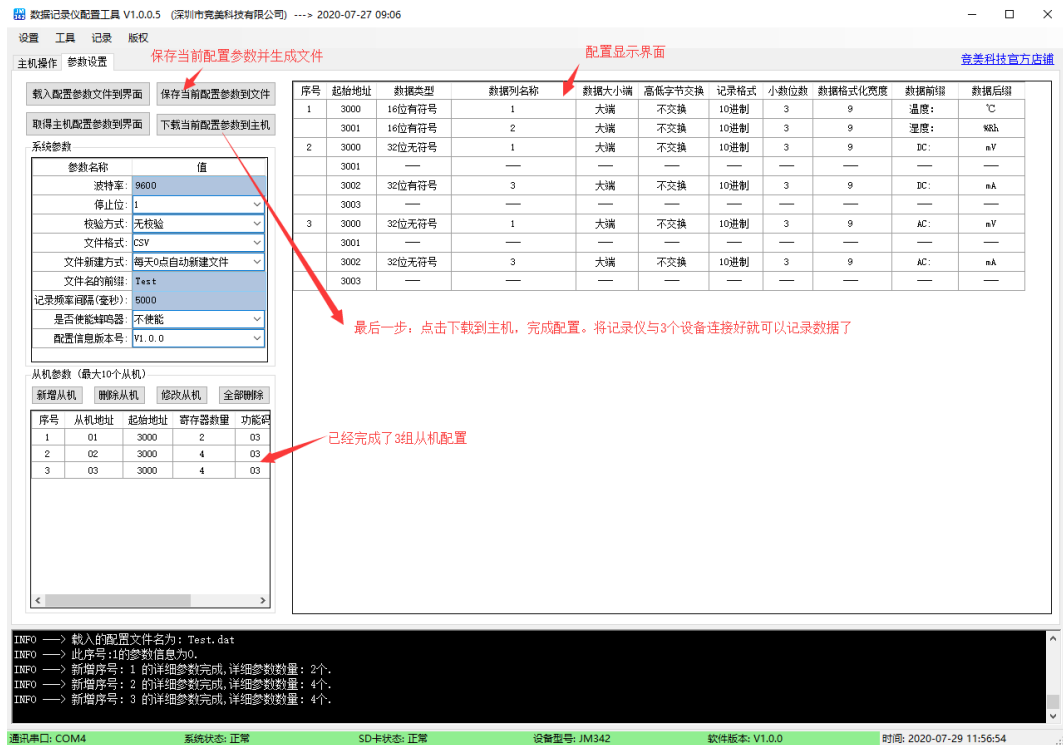 数据记录仪配置工具 V1.0.0.5 (深圳市竞美科技有限公司) ---> 2020-07-27 09:06
设置 工具 记录 版权
主机操作 参数设置
保存当前配置参数并生成文件
配置显示界面
竞美科技官方店铺
载入配置参数文件到界面 保存当前配置参数到文件
取得主机配置参数到界面 下载当前配置参数到主机
系统参数
参数名称 值
波特率: 9600
停止位: 1
校验方式: 无校验
文件格式: CSV
文件新建方式: 每天0点自动新建文件
文件名的前缀: Test
记录频率间隔(毫秒): 5000
是否使能蜂鸣器: 不使能
配置信息版本号: V1.0.0
从机参数 (最大10个从机)
新增从机 删除从机 修改从机 全部删除
序号 从机地址 起始地址 寄存器数量 功能码
1 01 3000 2 03
2 02 3000 4 03
3 03 3000 4 03
序号 起始地址 数据类型 数据列名称 数据大小端 高低字节交换 记录格式 小数位数 数据格式化宽度 数据前缀 数据后缀
1 3000 16位有符号 1 大端 不交换 10进制 3 9 温度: ℃
3001 16位有符号 2 大端 不交换 10进制 3 9 湿度: %Rh
2 3000 32位无符号 1 大端 不交换 10进制 3 9 DC: mV
3001 —— —— —— —— —— —— —— —— ——
3002 32位有符号 3 大端 不交换 10进制 3 9 DC: mA
3003 —— —— —— —— —— —— —— —— ——
3 3000 32位无符号 1 大端 不交换 10进制 3 9 AC: mV
3001 —— —— —— —— —— —— —— —— ——
3002 32位无符号 3 大端 不交换 10进制 3 9 AC: mA
3003 —— —— —— —— —— —— —— —— ——
最后一步：点击下载到主机，完成配置。将记录仪与3个设备连接好就可以记录数据了
已经完成了3组从机配置
INFO ——> 载入的配置文件名为: Test.dat
INFO ——> 此序号:1的参数信息为0.
INFO ——> 新增序号: 1 的详细参数完成,详细参数数量: 2个.
INFO ——> 新增序号: 2 的详细参数完成,详细参数数量: 4个.
INFO ——> 新增序号: 3 的详细参数完成,详细参数数量: 4个.
通讯串口: COM4 系统状态: 正常 SD卡状态: 正常 设备型号: JM342 软件版本: V1.0.0 时间: 2020-07-29 11:56:54